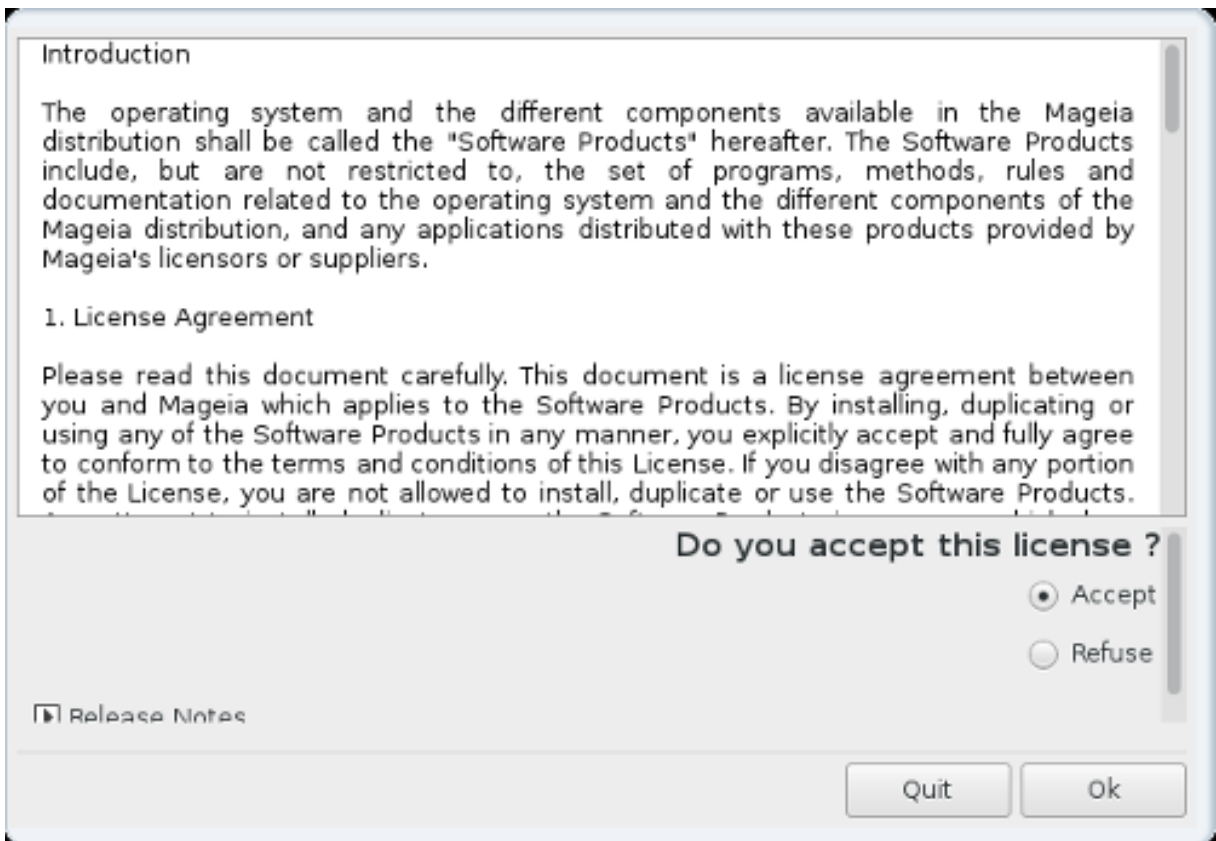 Introduction
The operating system and the different components available in the Mageia
distribution shall be called the "Software Products" hereafter. The Software Products
include, but are not restricted to, the set of programs, methods, rules and
documentation related to the operating system and the different components of the
Mageia distribution, and any applications distributed with these products provided by
Mageia's licensors or suppliers.
1. License Agreement
Please read this document carefully. This document is a license agreement between
you and Mageia which applies to the Software Products. By installing, duplicating or
using any of the Software Products in any manner, you explicitly accept and fully agree
to conform to the terms and conditions of this License. If you disagree with any portion
of the License, you are not allowed to install, duplicate or use the Software Products.
Do you accept this license ?
Accept
Refuse
Release Notes
Quit
Ok